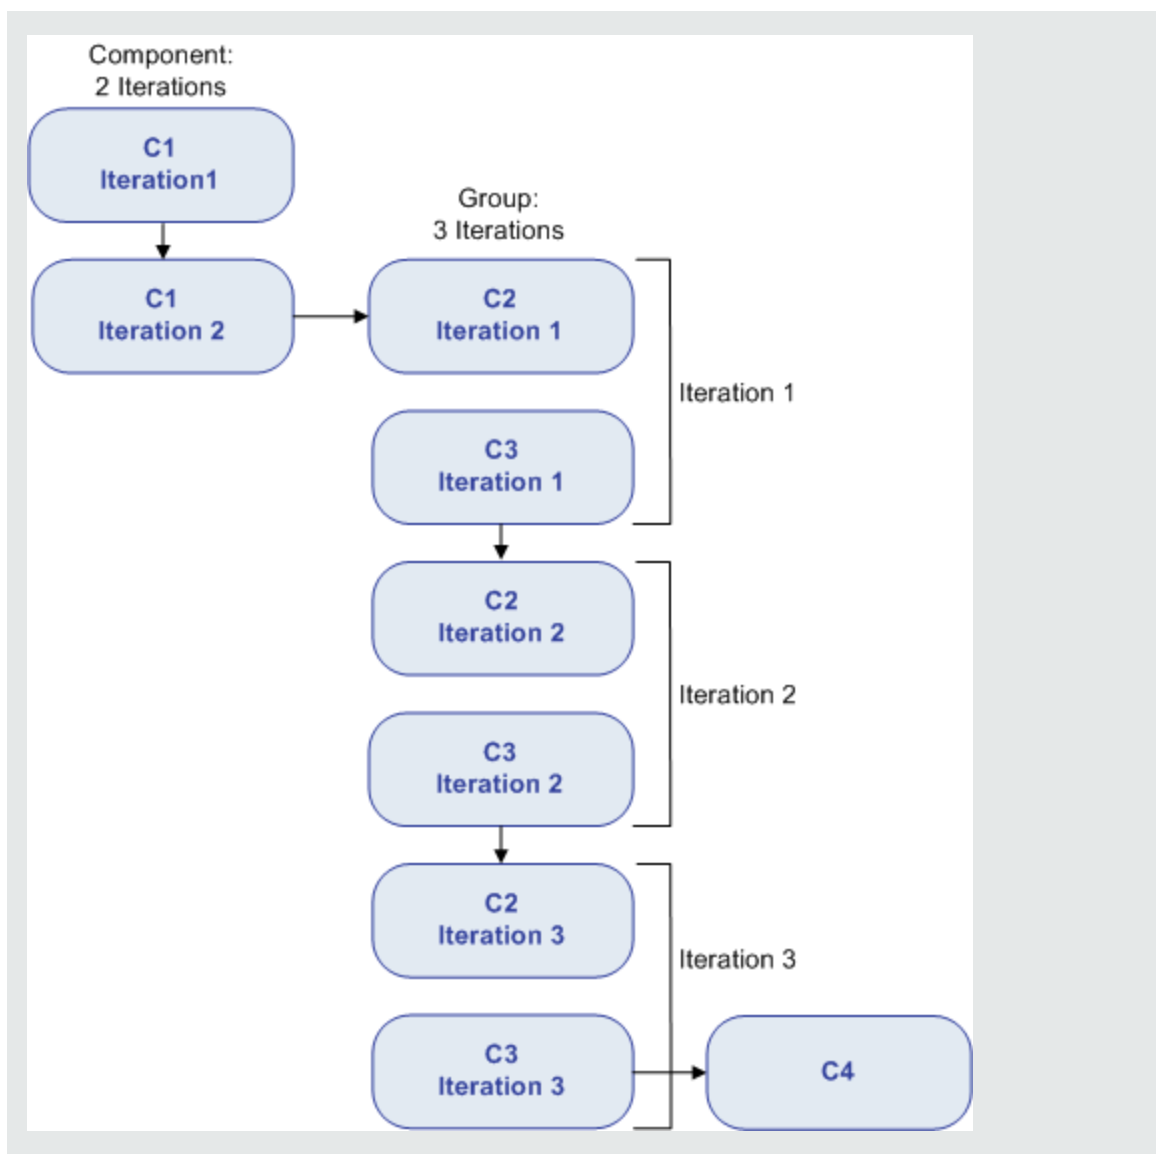 Component:
2 Iterations
C1
Iteration1
Group:
3 Iterations
C1
Iteration 2
C2
Iteration 1
Iteration 1
C3
Iteration 1
C2
Iteration 2
Iteration 2
C3
Iteration 2
C2
Iteration 3
Iteration 3
C3
Iteration 3
C4